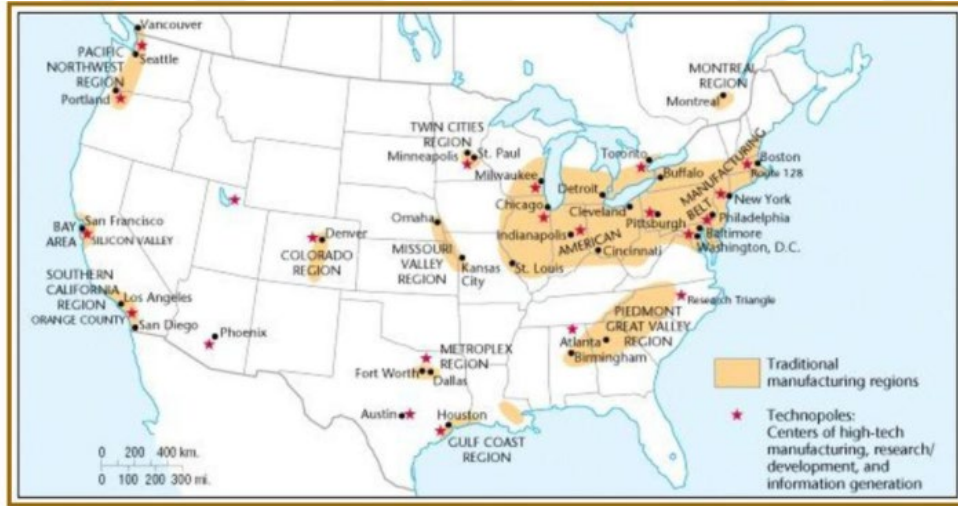 Vancouver
PACIFIC
NORTHWEST
REGION
Seattle
Portland
MONTREAL
REGION
Montreal
TWIN CITIES
REGION
Minneapolis
St. Paul
Milwaukee
Toronto
Buffalo
Boston
Route 128
Detroit
MANUFACTURING
BELT
New York
Chicago
Cleveland
Pittsburgh
Philadelphia
Baltimore
Washington, D.C.
Indianapolis
AMERICAN
Cincinnati
St. Louis
Omaha
MISSOURI
VALLEY
REGION
Kansas
City
Denver
COLORADO
REGION
BAY
AREA
San Francisco
SILICON VALLEY
SOUTHERN
CALIFORNIA
REGION
Los Angeles
ORANGE COUNTY
San Diego
Phoenix
Research Triangle
PIEDMONT
GREAT VALLEY
REGION
Atlanta
Birmingham
METROPLEX
REGION
Fort Worth
Dallas
Austin
Houston
GULF COAST
REGION
Traditional
manufacturing regions
Technopoles:
Centers of high-tech
manufacturing, research/
development, and
information generation
0 200 400 km.
0 100 200 300 mi.